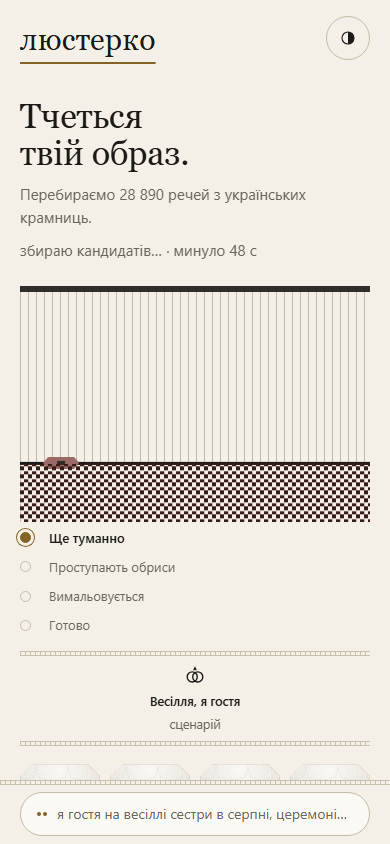 люстерко
Тчеться
твій образ.
Перебираємо 28 890 речей з українських
крамниць.
збираю кандидатів... · минуло 48 с
Ще туманно
Проступають обриси
Вимальовується
Готово
Весілля, я гостя
сценарій
я гостя на весіллі сестри в серпні, церемоні...